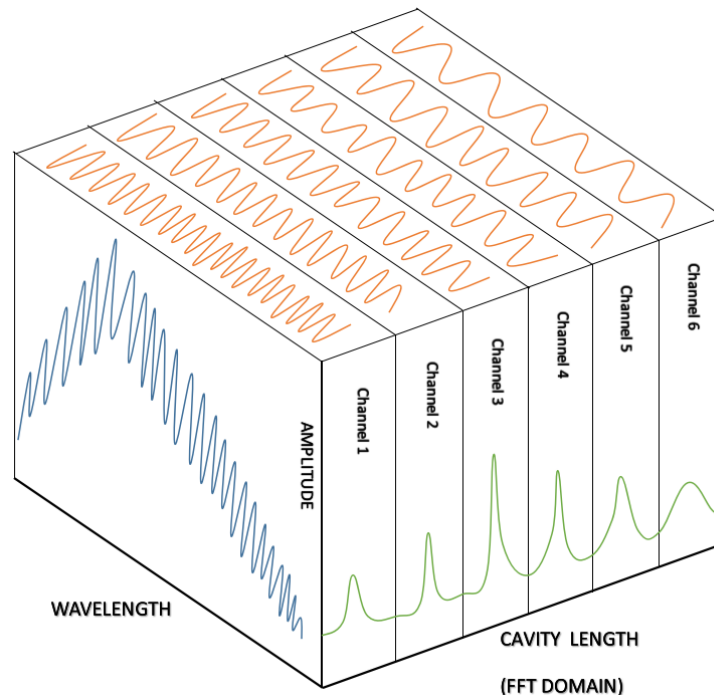 Channel 1
Channel 2
Channel 3
Channel 4
Channel 5
Channel 6
AMPLITUDE
WAVELENGTH
CAVITY LENGTH
(FFT DOMAIN)